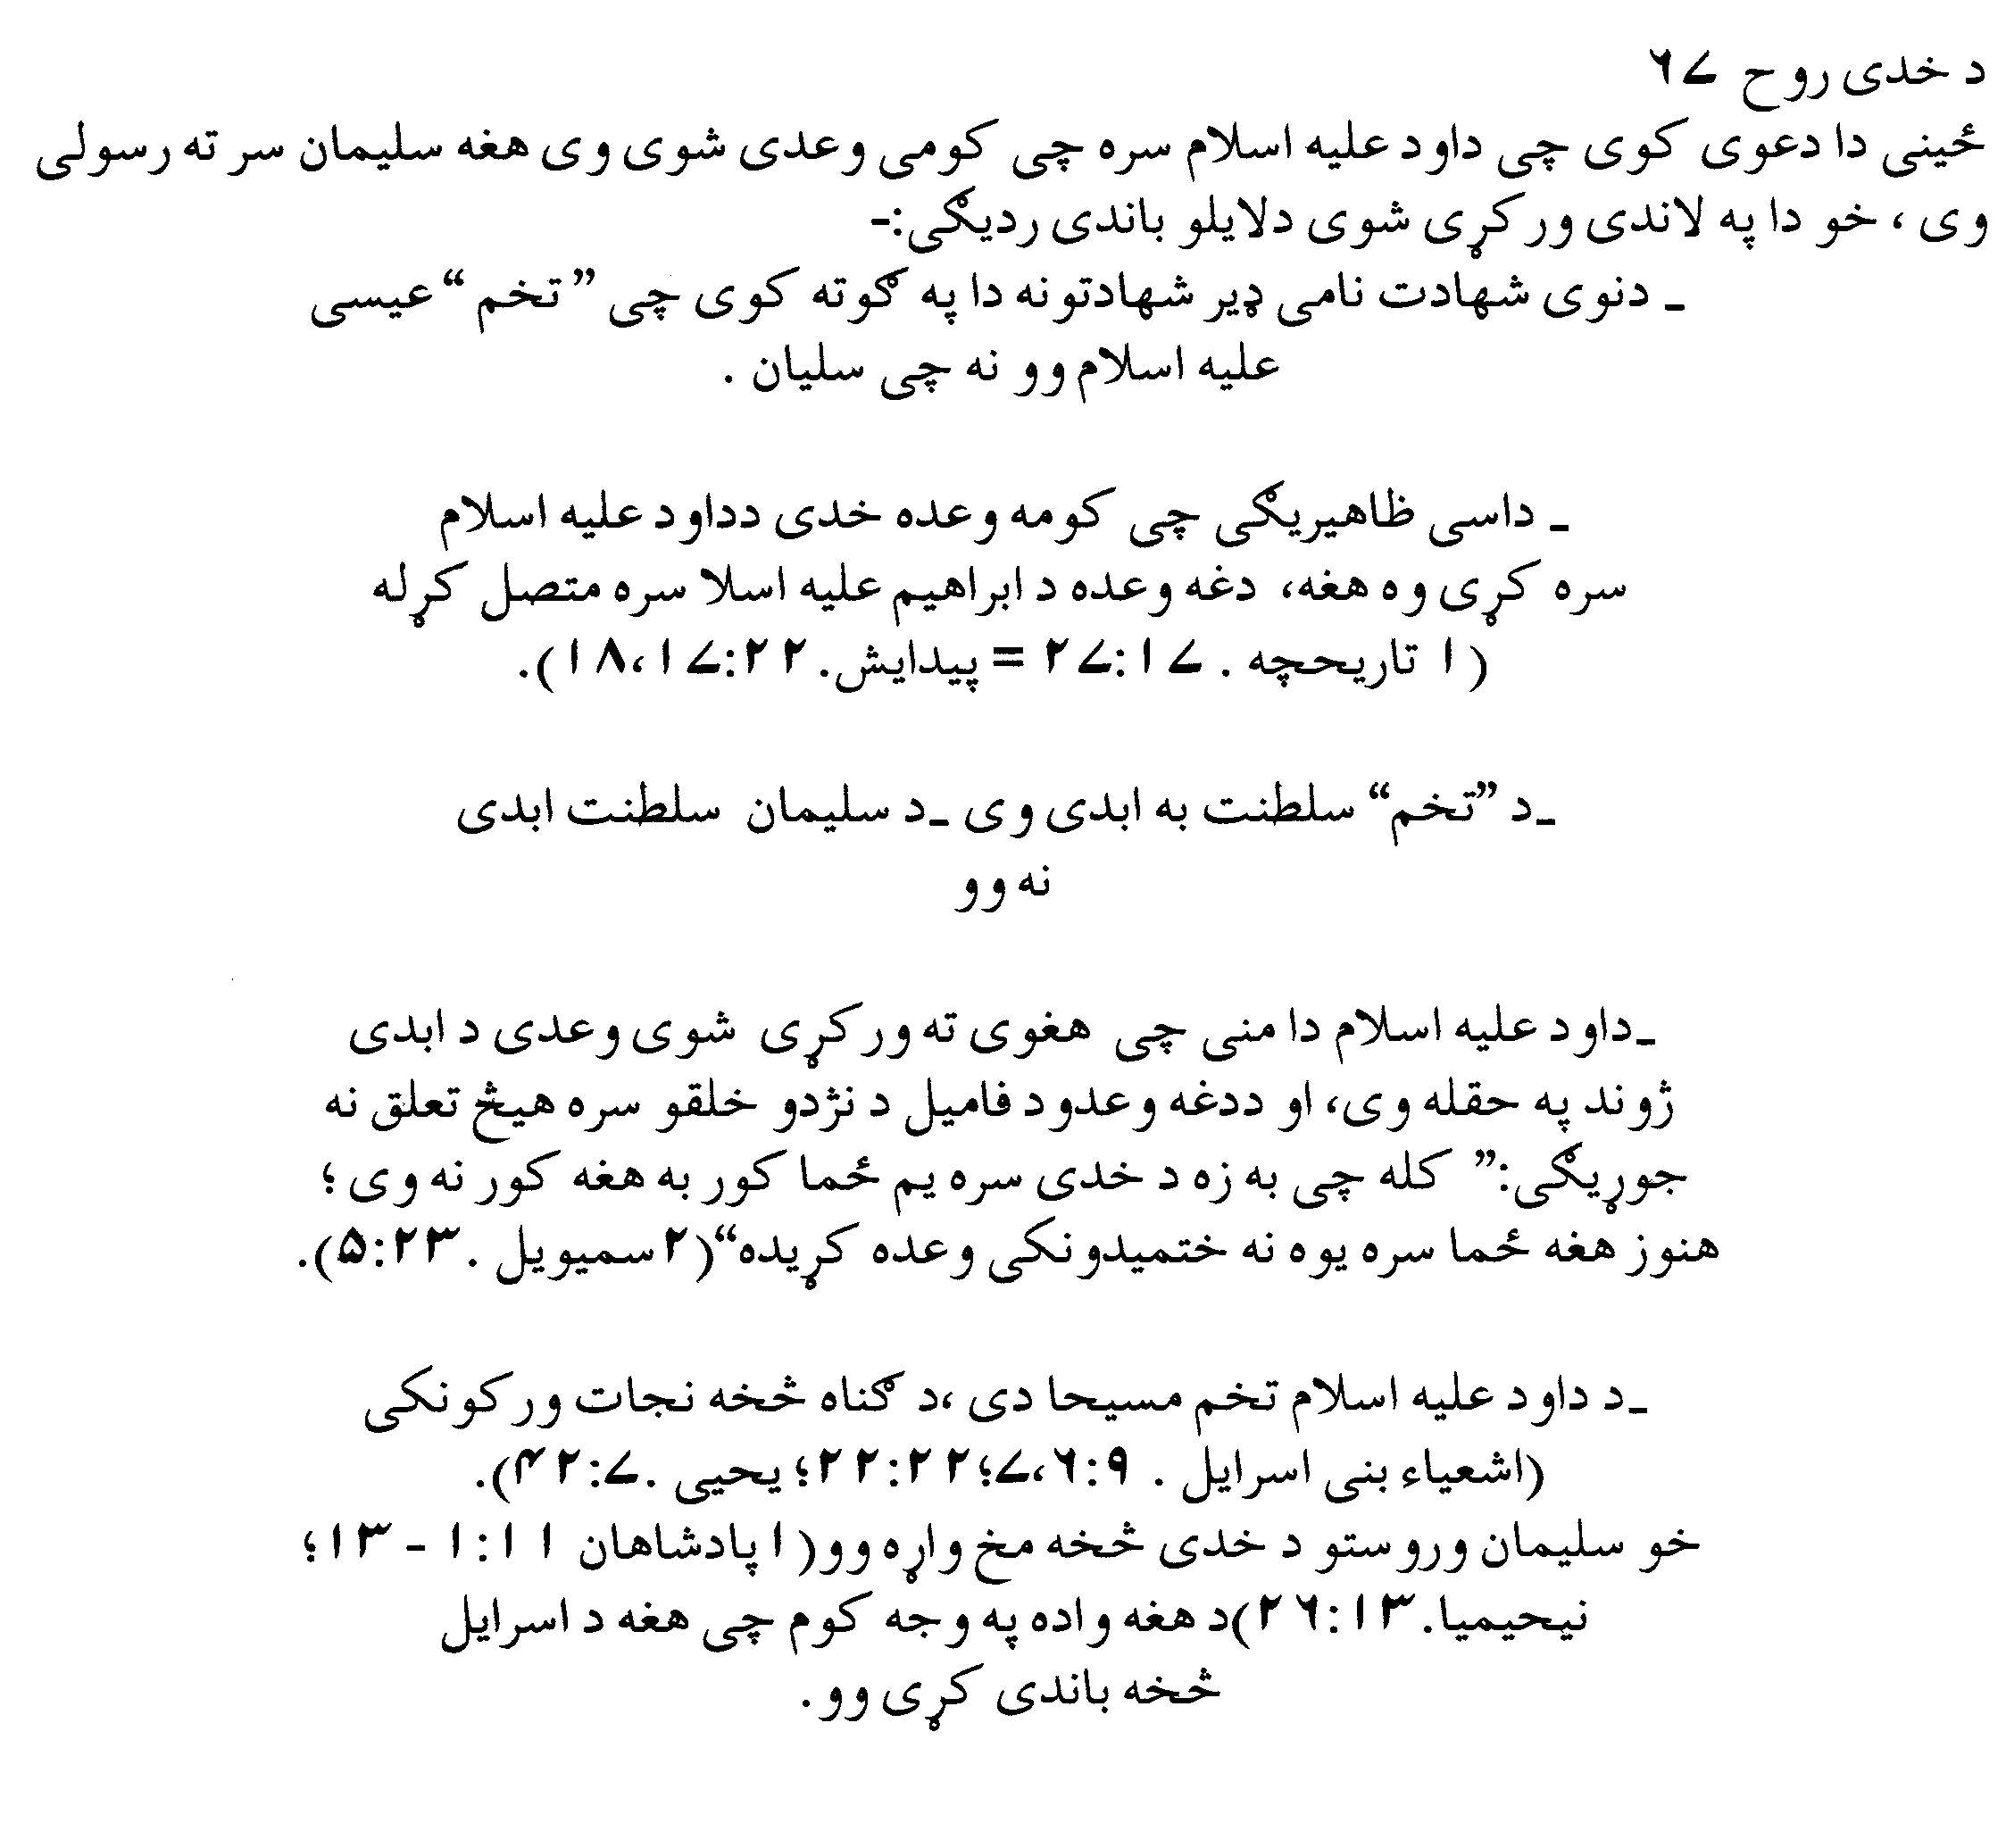 د خدی روح ۶۷
ځینی دا دعوی کوی چی داود علیه اسلام سره چی کومی وعدی شوی وی هغه سلیمان سر ته رسولی
وی ، خو دا په لاندی ورکړی شوی دلایلو باندی ردیګی:-
ـ دنوی شهادت نامی ډیر شهادتونه دا په ګوته کوی چی ” تخم “ عیسی
علیه اسلام وو نه چی سلیان .
ـ داسی ظاهیریګی چی کومه وعده خدی دداود علیه اسلام
سره کړی وه هغه، دغه وعده د ابراهیم علیه اسلا سره متصل کړله
(۱ تاریحچه . ۲۷:۱۷ = پیدایش. ۱۸،۱۷:۲۲).
ـد ”تخم“ سلطنت به ابدی وی ـد سلیمان سلطنت ابدی
نه وو
ـداود علیه اسلام دا منی چی هغوی ته ورکړی شوی وعدی د ابدی
ژوند په حقله وی، او ددغه وعدود فامیل د نژدو خلقو سره هیڅ تعلق نه
جوړیګی:” کله چی به زه د خدی سره یم ځما کور به هغه کور نه وی ؛
هنوز هغه ځما سره یوه نه ختمیدونکی وعده کړیده“(۲سمیویل .۵:۲۳).
ـد داود علیه اسلام تخم مسیحا دی ،د ګناه څخه نجات ورکونکی
(اشعیاء بنی اسرایل . ۷،۶:۹؛۲۲:۲۲؛ یحیی .۴۲:۷).
خو سلیمان وروستو د خدی څخه مخ واړه وو(۱پادشاهان ۱:۱۱ - ۱۳؛
نیحیمیا.۲۶:۱۳)د هغه واده په وجه کوم چی هغه د اسرایل
څخه باندی کړی وو.